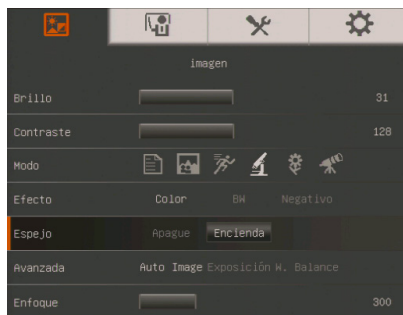 imagen
Brillo 31
Contraste 128
Modo
Efecto Color BW Negativo
Espejo Apague Encienda
Avanzada Auto Image Exposición W. Balance
Enfoque 300